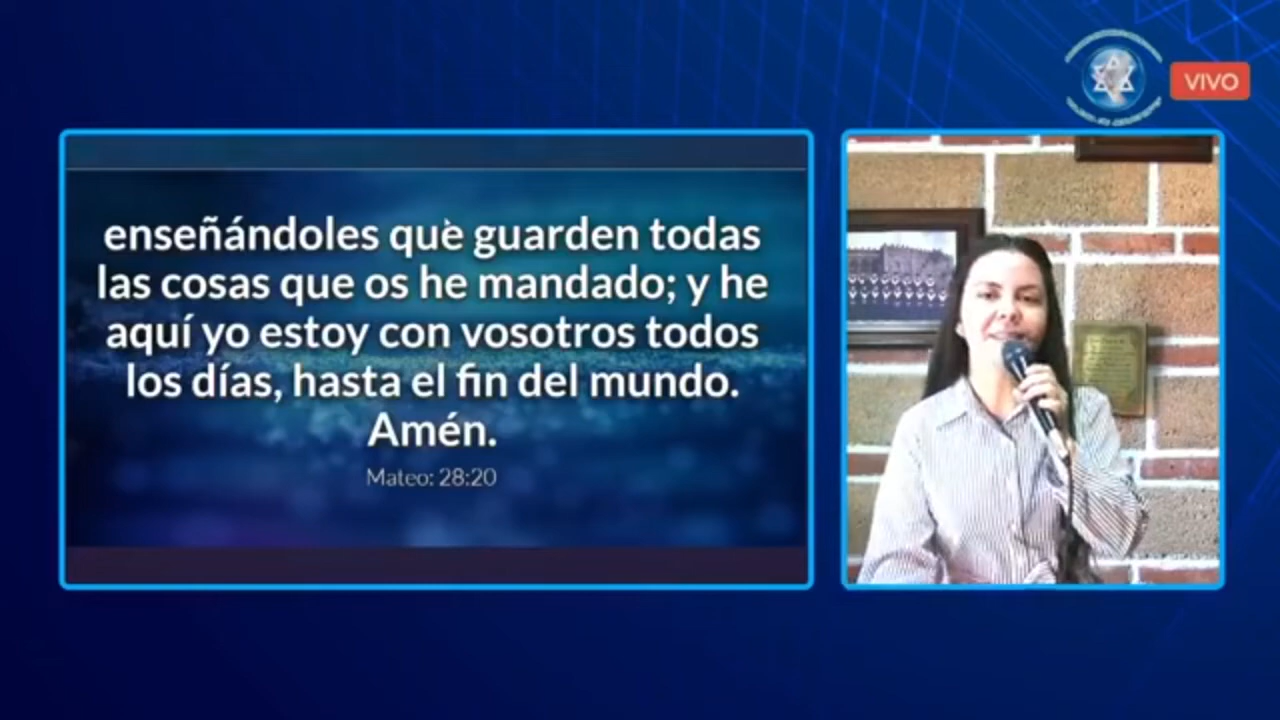 VIVO
enseñándoles que guarden todas
las cosas que os he mandado; y he
aquí yo estoy con vosotros todos
los días, hasta el fin del mundo.
Amén.
Mateo: 28:20